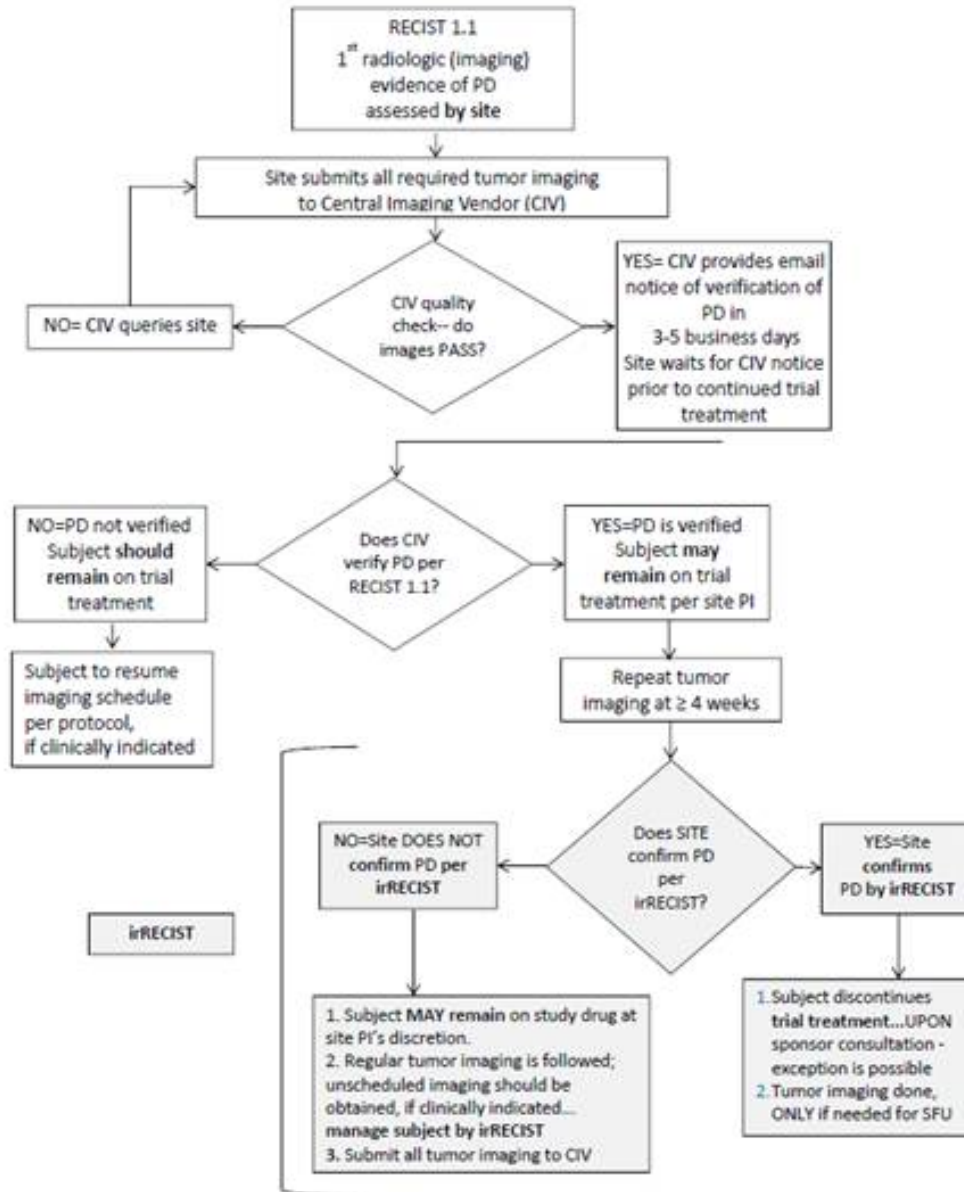 RECIST 1.1
1st radiologic (imaging)
evidence of PD
assessed by site
Site submits all required tumor imaging
to Central Imaging Vendor (CIV)
CIV quality
check-- do
images PASS?
NO= CIV queries site
YES= CIV provides email
notice of verification of
PD in
3-5 business days
Site waits for CIV notice
prior to continued trial
treatment
Does CIV
verify PD per
RECIST 1.1?
NO=PD not verified
Subject should
remain on trial
treatment
YES=PD is verified
Subject may
remain on trial
treatment per site PI
Subject to resume
imaging schedule
per protocol,
if clinically indicated
Repeat tumor
imaging at ≥ 4 weeks
Does SITE
confirm PD
per
irRECIST?
NO=Site DOES NOT
confirm PD per
irRECIST
YES=Site
confirms
PD by irRECIST
irRECIST
1. Subject MAY remain on study drug at
site PI's discretion.
2. Regular tumor imaging is followed;
unscheduled imaging should be
obtained, if clinically indicated...
manage subject by irRECIST
3. Submit all tumor imaging to CIV
1.Subject discontinues
trial treatment...UPON
sponsor consultation -
exception is possible
2.Tumor imaging done,
ONLY if needed for SFU